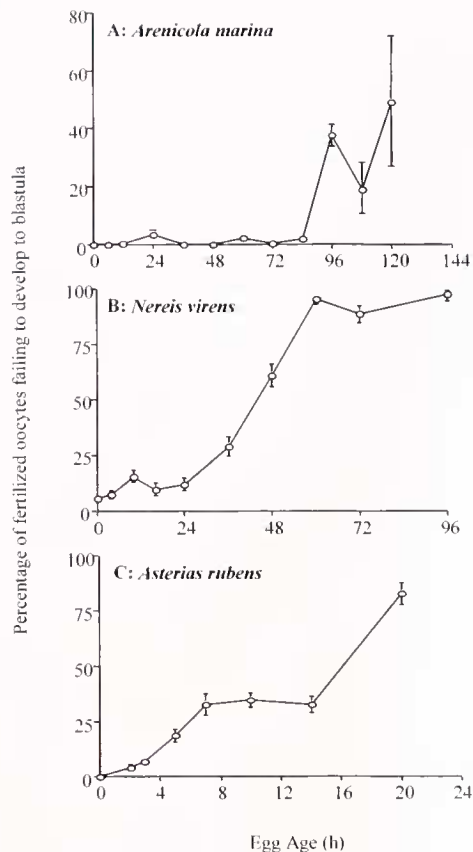 Percentage of fertilized oocytes failing to develop to blastula
A: Arenicola marina
80
60
40
20
0
0 24 48 72 96 120 144
B: Nereis virens
100
75
50
25
0
0 24 48 72 96
C: Asterias rubens
100
75
50
25
0
0 4 8 12 16 20 24
Egg Age (h)